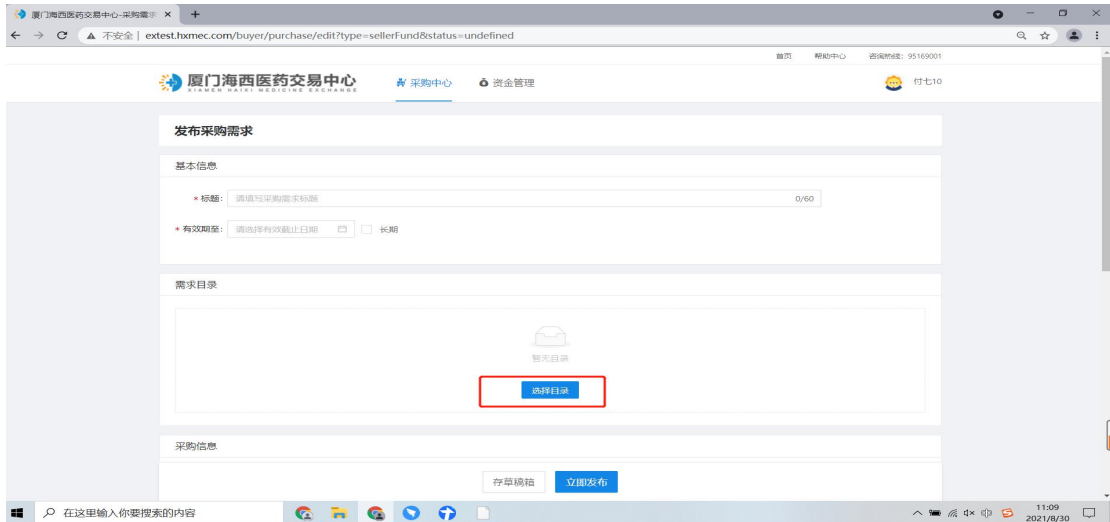 厦门海西医药交易中心-采购需求
不安全 | extest.hxmec.com/buyer/purchase/edit?type=sellerFund&status=undefined
首页 帮助中心 咨询热线: 95169001
厦门海西医药交易中心 采购中心 资金管理 付七10
XIAMEN HAIXI MEDICINE EXCHANGE
发布采购需求
基本信息
* 标题: 请填写采购需求标题 0/60
* 有效期至: 请选择有效截止日期 长期
需求目录
暂无目录
选择目录
采购信息
存草稿箱 立即发布
在这里输入你要搜索的内容
11:09
2021/8/30